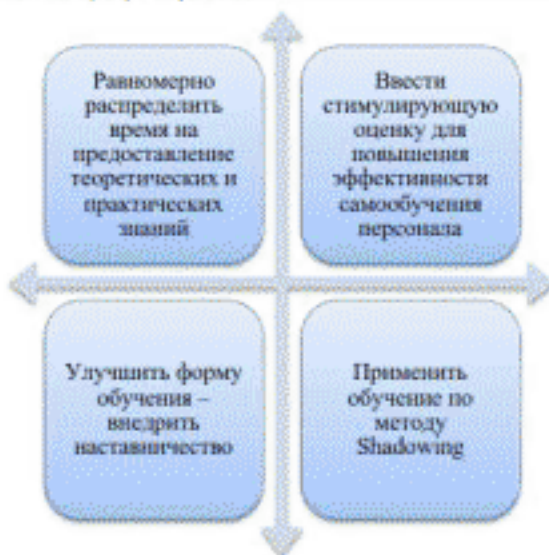 Равномерно
распределить
время на
предоставление
теоретических и
практических
знаний
Ввести
стимулирующую
оценку для
повышения
эффективности
самообучения
персонала
Улучшить форму
обучения –
внедрить
наставничество
Применить
обучение по
методу
Shadowing